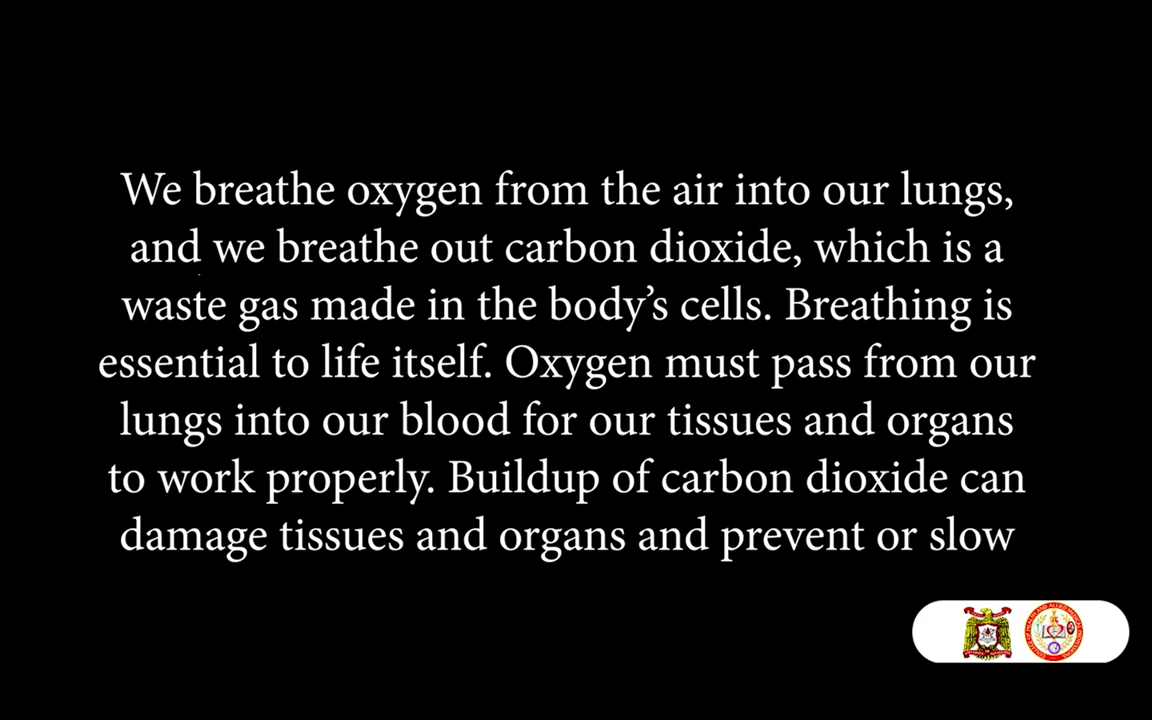 We breathe oxygen from the air into our lungs,
and we breathe out carbon dioxide, which is a
waste gas made in the body’s cells. Breathing is
essential to life itself. Oxygen must pass from our
lungs into our blood for our tissues and organs
to work properly. Buildup of carbon dioxide can
damage tissues and organs and prevent or slow